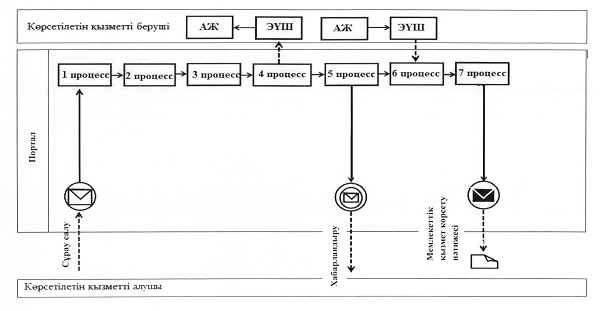 Көрсетілетін қызметті беруші
АЖ
ЭҮШ
АЖ
ЭҮШ
Портал
1 процесс
2 процесс
3 процесс
4 процесс
5 процесс
6 процесс
7 процесс
Сұрау салу
Хабарландыру
Мемлекеттік
қызмет көрсету
нәтижесі
Көрсетілетін қызметті алушы